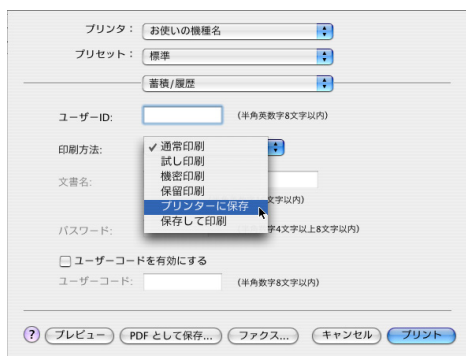 プリンタ： お使いの機種名
プリセット： 標準
蓄積/履歴
ユーザーID: (半角英数字8文字以内)
印刷方法: ✓ 通常印刷
試し印刷
機密印刷
保留印刷
文書名:
プリンターに保存 文字以内)
保存して印刷
パスワード: 字4文字以上8文字以内)
ユーザーコードを有効にする
ユーザーコード: (半角数字8文字以内)
? プレビュー PDF として保存... ファクス... キャンセル プリント